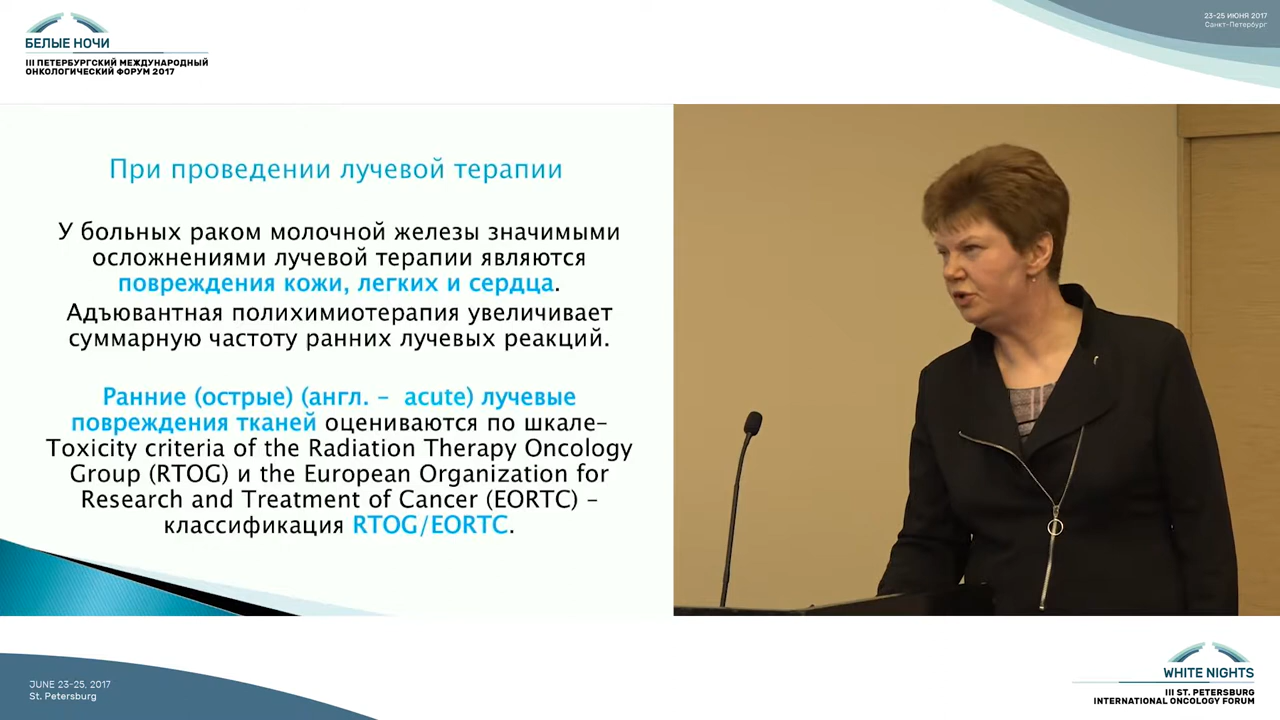 БЕЛЫЕ НОЧИ
III ПЕТЕРБУРГСКИЙ МЕЖДУНАРОДНЫЙ
ОНКОЛОГИЧЕСКИЙ ФОРУМ 2017
23-25 ИЮНЯ 2017
Санкт-Петербург
При проведении лучевой терапии
У больных раком молочной железы значимыми
осложнениями лучевой терапии являются
повреждения кожи, легких и сердца.
Адъювантная полихимиотерапия увеличивает
суммарную частоту ранних лучевых реакций.
Ранние (острые) (англ. – acute) лучевые
повреждения тканей оцениваются по шкале–
Toxicity criteria of the Radiation Therapy Oncology
Group (RTOG) и the European Organization for
Research and Treatment of Cancer (EORTC) –
классификация RTOG/EORTC.
JUNE 23-25, 2017
St. Petersburg
WHITE NIGHTS
III ST. PETERSBURG
INTERNATIONAL ONCOLOGY FORUM